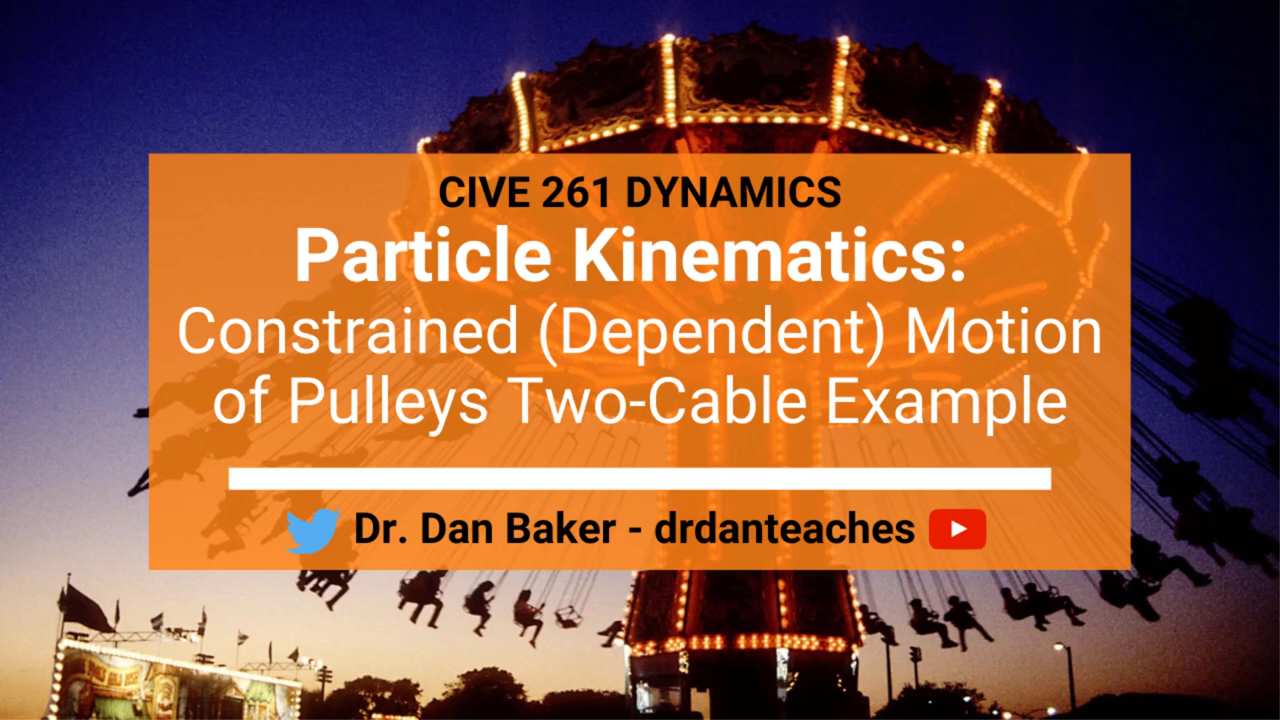 CIVE 261 DYNAMICS
Particle Kinematics:
Constrained (Dependent) Motion
of Pulleys Two-Cable Example
Dr. Dan Baker - drdanteaches